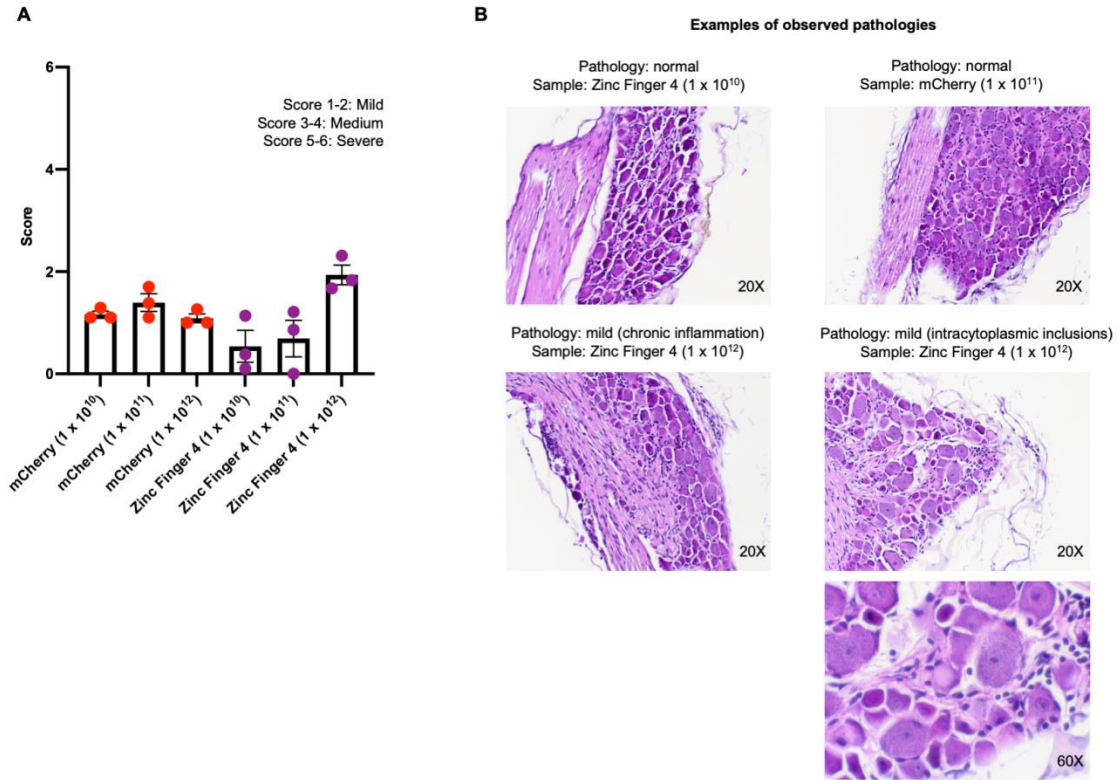 A
6
4
2
0
Score
Score 1-2: Mild
Score 3-4: Medium
Score 5-6: Severe
mCherry (1 x 10¹⁰)
mCherry (1 x 10¹¹)
mCherry (1 x 10¹²)
Zinc Finger 4 (1 x 10¹⁰)
Zinc Finger 4 (1 x 10¹¹)
Zinc Finger 4 (1 x 10¹²)
B
Examples of observed pathologies
Pathology: normal
Sample: Zinc Finger 4 (1 x 10¹⁰)
20X
Pathology: normal
Sample: mCherry (1 x 10¹¹)
20X
Pathology: mild (chronic inflammation)
Sample: Zinc Finger 4 (1 x 10¹²)
20X
Pathology: mild (intracytoplasmic inclusions)
Sample: Zinc Finger 4 (1 x 10¹²)
20X
60X